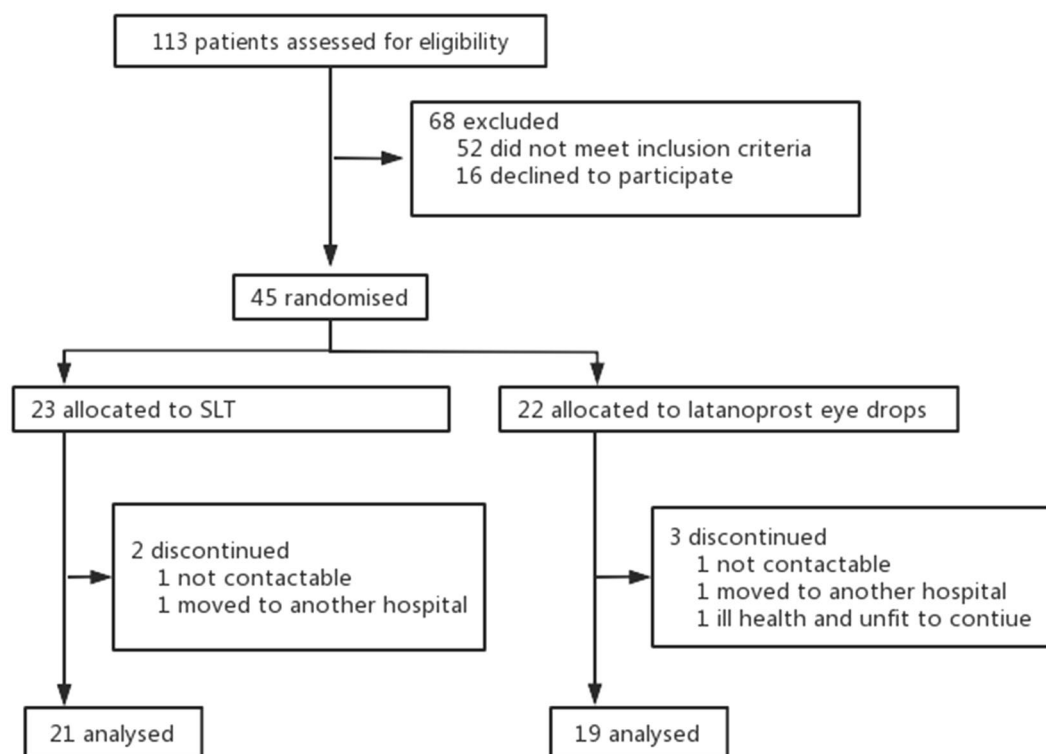 113 patients assessed for eligibility
68 excluded
52 did not meet inclusion criteria
16 declined to participate
45 randomised
23 allocated to SLT
22 allocated to latanoprost eye drops
2 discontinued
1 not contactable
1 moved to another hospital
3 discontinued
1 not contactable
1 moved to another hospital
1 ill health and unfit to contiue
21 analysed
19 analysed